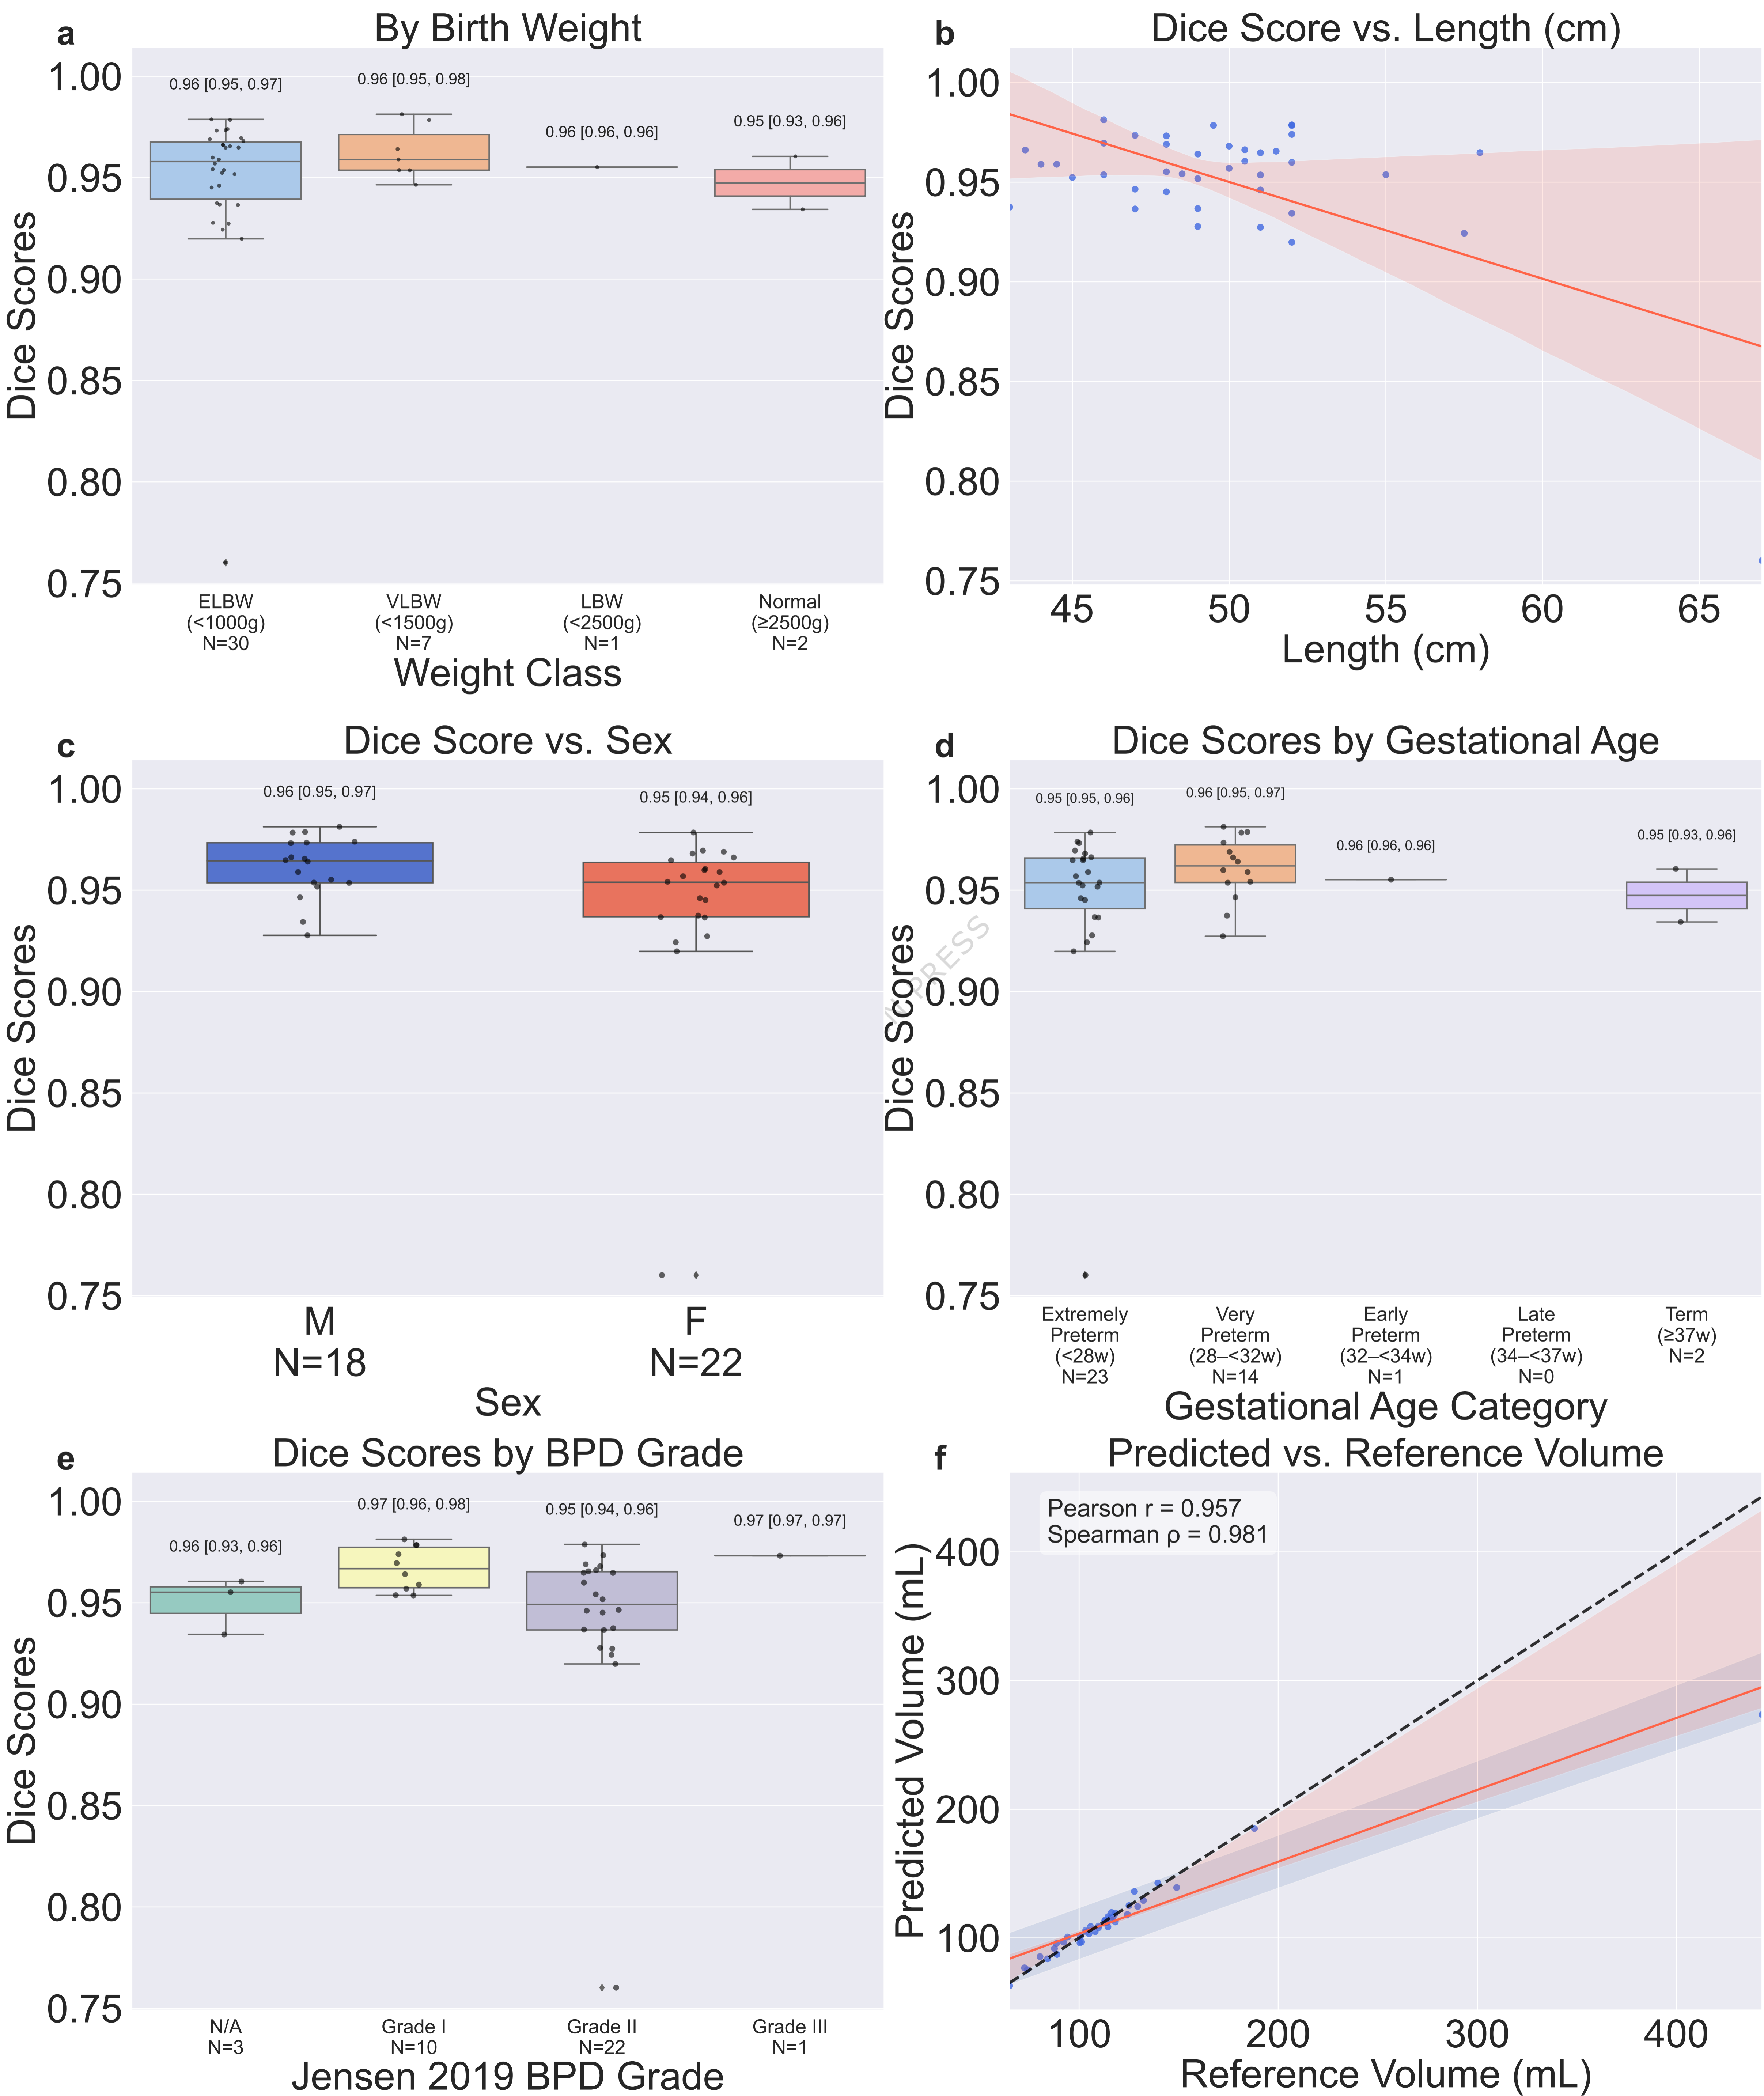 a
By Birth Weight
1.00
0.95
0.90
0.85
0.80
0.75
Dice Scores
0.96 [0.95, 0.97]
0.96 [0.95, 0.98]
0.96 [0.96, 0.96]
0.95 [0.93, 0.96]
ELBW
(<1000g)
N=30
VLBW
(<1500g)
N=7
LBW
(<2500g)
N=1
Normal
(≥2500g)
N=2
Weight Class
b
Dice Score vs. Length (cm)
1.00
0.95
0.90
0.85
0.80
0.75
Dice Scores
45
50
55
60
65
Length (cm)
c
Dice Score vs. Sex
1.00
0.95
0.90
0.85
0.80
0.75
Dice Scores
0.96 [0.95, 0.97]
0.95 [0.94, 0.96]
M
N=18
F
N=22
Sex
d
Dice Scores by Gestational Age
1.00
0.95
0.90
0.85
0.80
0.75
Dice Scores
0.95 [0.95, 0.96]
0.96 [0.95, 0.97]
0.96 [0.96, 0.96]
0.95 [0.93, 0.96]
Extremely
Preterm
(<28w)
N=23
Very
Preterm
(28–<32w)
N=14
Early
Preterm
(32–<34w)
N=1
Late
Preterm
(34–<37w)
N=0
Term
(≥37w)
N=2
Gestational Age Category
PRESS
e
Dice Scores by BPD Grade
1.00
0.95
0.90
0.85
0.80
0.75
Dice Scores
0.96 [0.93, 0.96]
0.97 [0.96, 0.98]
0.95 [0.94, 0.96]
0.97 [0.97, 0.97]
N/A
N=3
Grade I
N=10
Grade II
N=22
Grade III
N=1
Jensen 2019 BPD Grade
f
Predicted vs. Reference Volume
Pearson r = 0.957
Spearman ρ = 0.981
400
300
200
100
Predicted Volume (mL)
100
200
300
400
Reference Volume (mL)